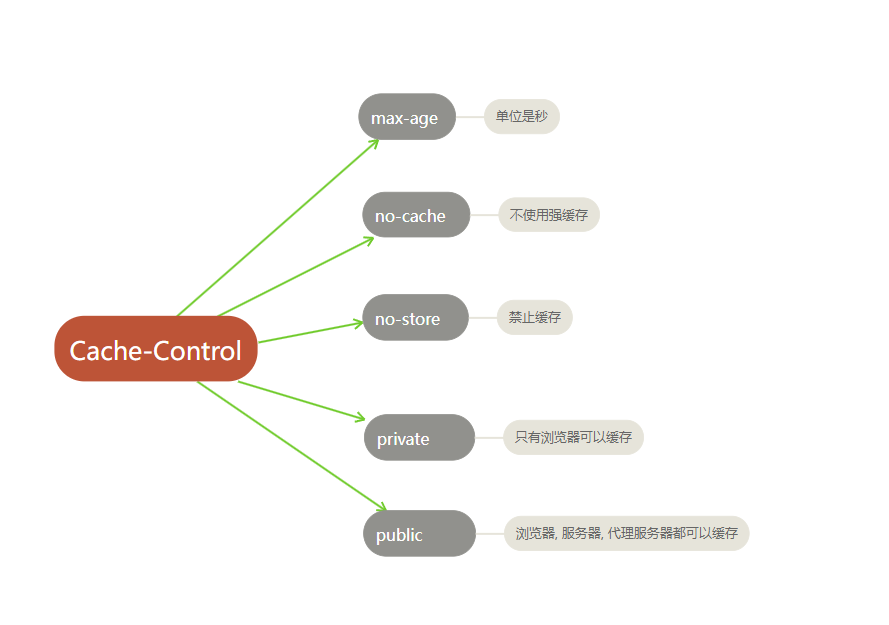 max-age
单位是秒
no-cache
不使用强缓存
no-store
禁止缓存
Cache-Control
private
只有浏览器可以缓存
public
浏览器, 服务器, 代理服务器都可以缓存